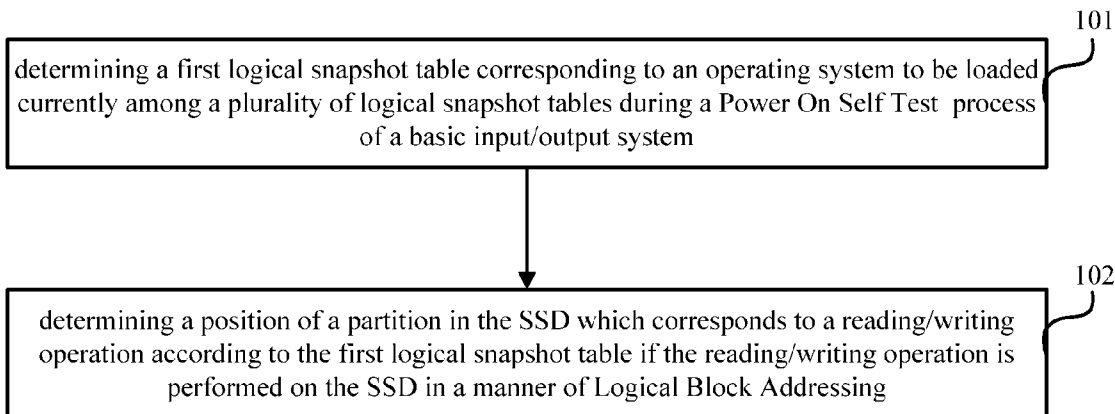 101
determining a first logical snapshot table corresponding to an operating system to be loaded
currently among a plurality of logical snapshot tables during a Power On Self Test process
of a basic input/output system
102
determining a position of a partition in the SSD which corresponds to a reading/writing
operation according to the first logical snapshot table if the reading/writing operation is
performed on the SSD in a manner of Logical Block Addressing